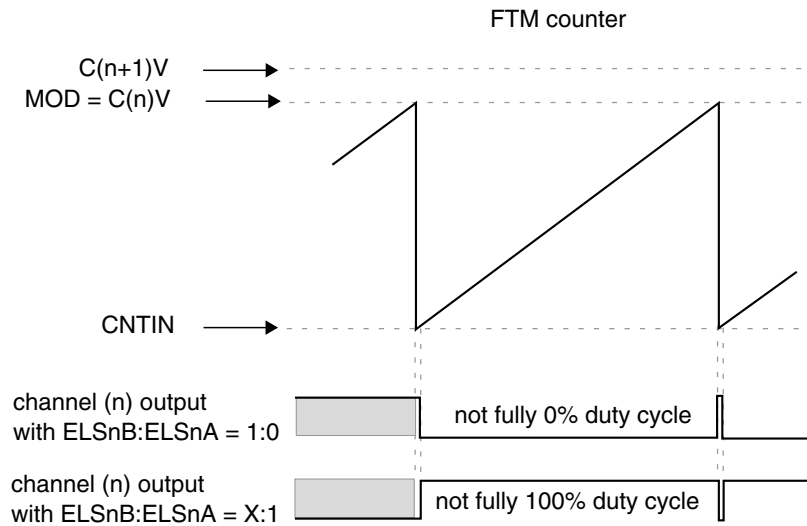 FTM counter
C(n+1)V
MOD = C(n)V
CNTIN
channel (n) output
with ELSnB:ELSnA = 1:0
not fully 0% duty cycle
channel (n) output
with ELSnB:ELSnA = X:1
not fully 100% duty cycle